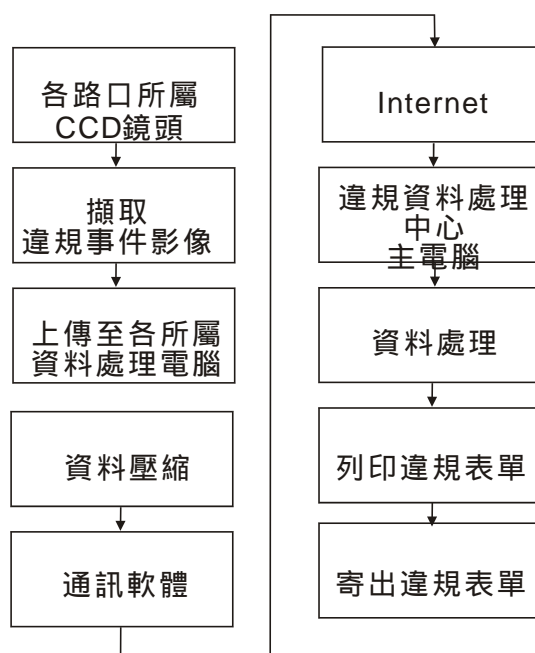 各路口所屬
CCD鏡頭
擷取
違規事件影像
上傳至各所屬
資料處理電腦
資料壓縮
通訊軟體
Internet
違規資料處理
中心
主電腦
資料處理
列印違規表單
寄出違規表單